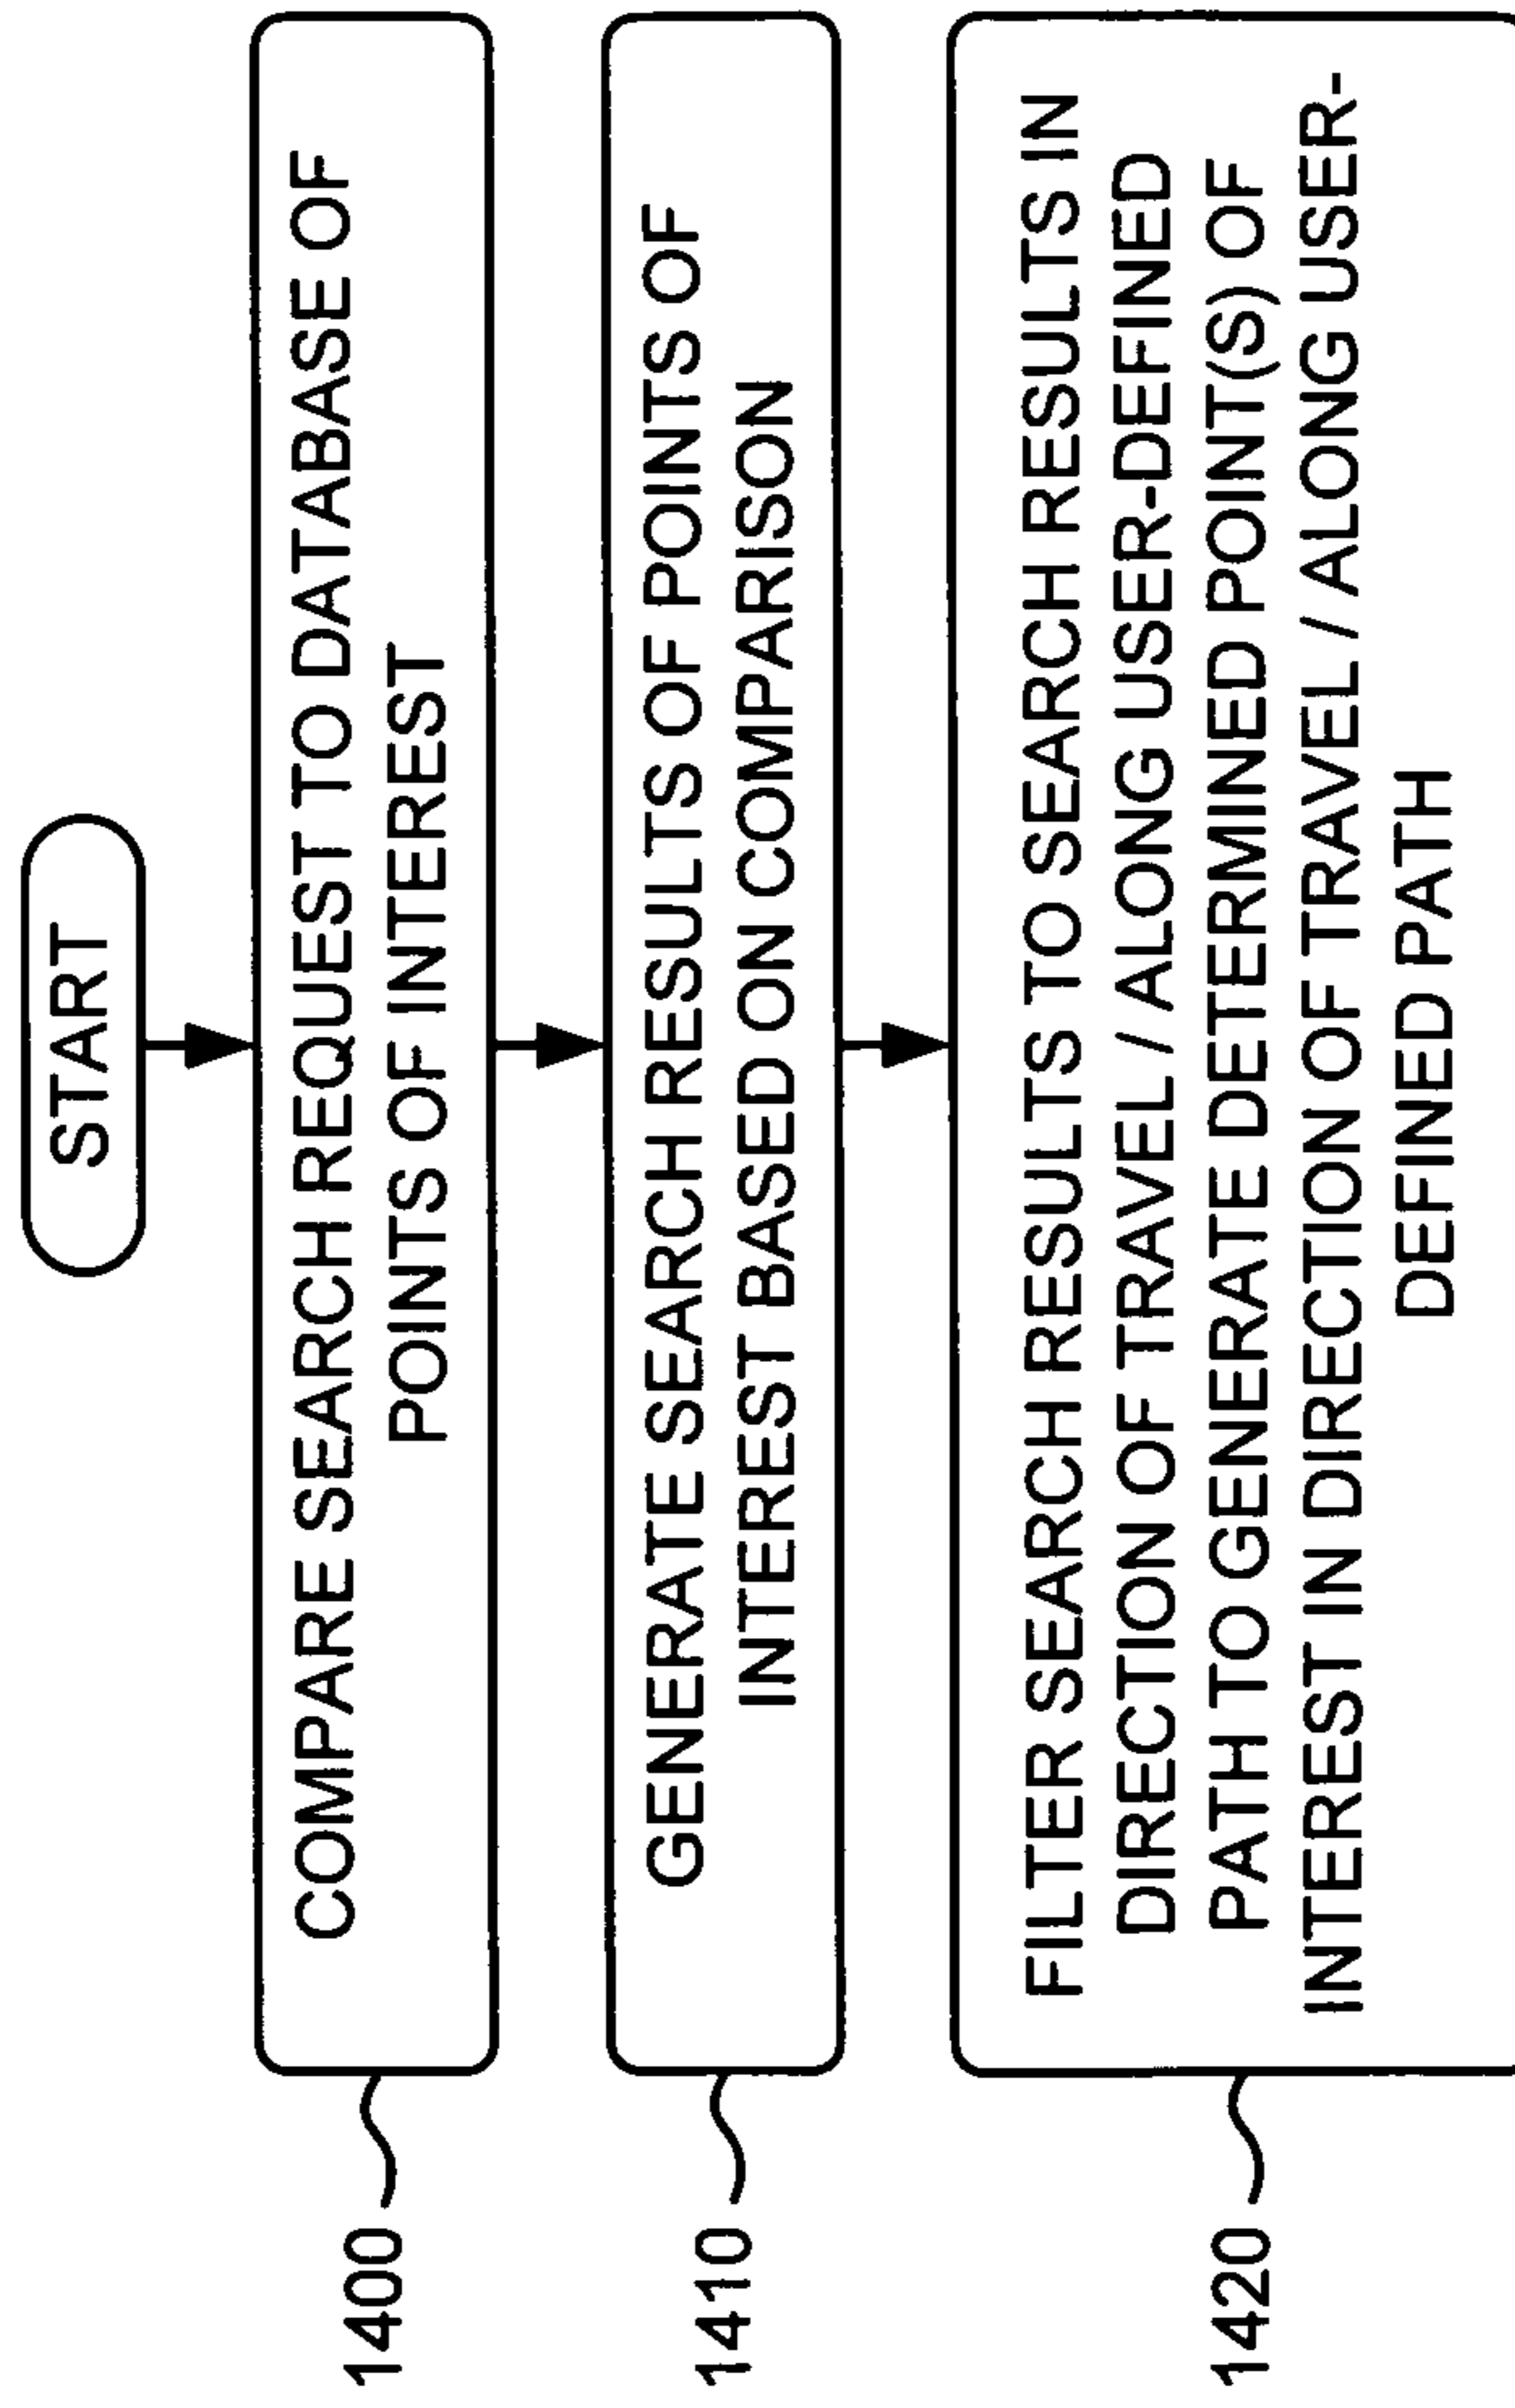 START
1400
COMPARE SEARCH REQUEST TO DATABASE OF
POINTS OF INTEREST
1410
GENERATE SEARCH RESULTS OF POINTS OF
INTEREST BASED ON COMPARISON
1420
FILTER SEARCH RESULTS TO SEARCH RESULTS IN
DIRECTION OF TRAVEL / ALONG USER-DEFINED
PATH TO GENERATE DETERMINED POINT(S) OF
INTEREST IN DIRECTION OF TRAVEL / ALONG USER-
DEFINED PATH